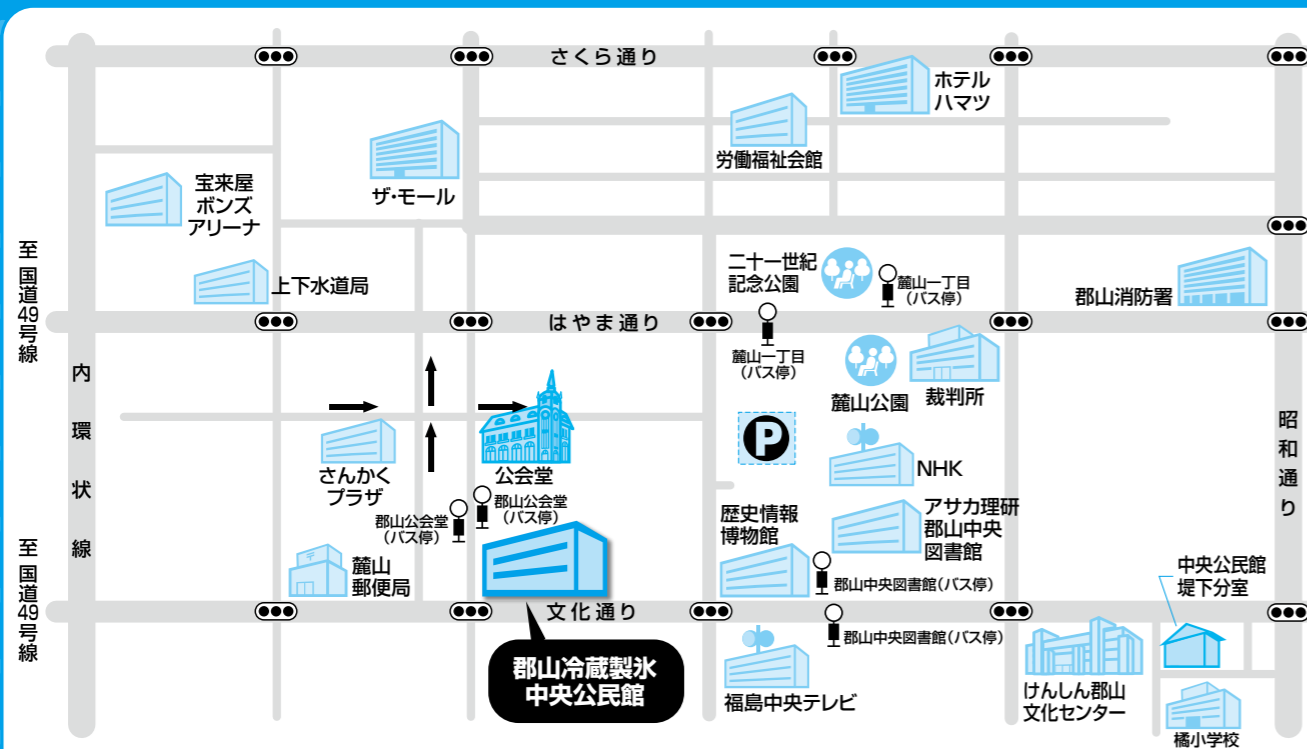 さくら通り
ホテル
ハマツ
労働福祉会館
ザ・モール
宝来屋
ボンズ
アリーナ
上下水道局
至 国道49号線
二十一世紀
記念公園
麓山一丁目
（バス停）
郡山消防署
はやま通り
麓山一丁目
（バス停）
麓山公園
裁判所
内環状線
昭和通り
P
さんかく
プラザ
公会堂
NHK
郡山公会堂
（バス停）
郡山公会堂
（バス停）
歴史情報
博物館
アサカ理研
郡山中央
図書館
至 国道49号線
〒
麓山
郵便局
郡山中央図書館（バス停）
中央公民館
堤下分室
文化通り
郡山中央図書館（バス停）
郡山冷蔵製氷
中央公民館
福島中央テレビ
けんしん郡山
文化センター
橘小学校